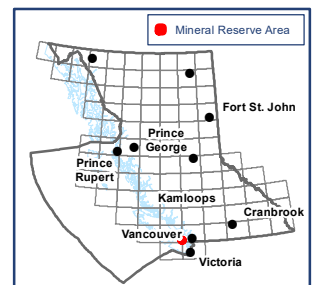 Mineral Reserve Area
Fort St. John
Prince
George
Prince
Rupert
Kamloops
Cranbrook
Vancouver
Victoria